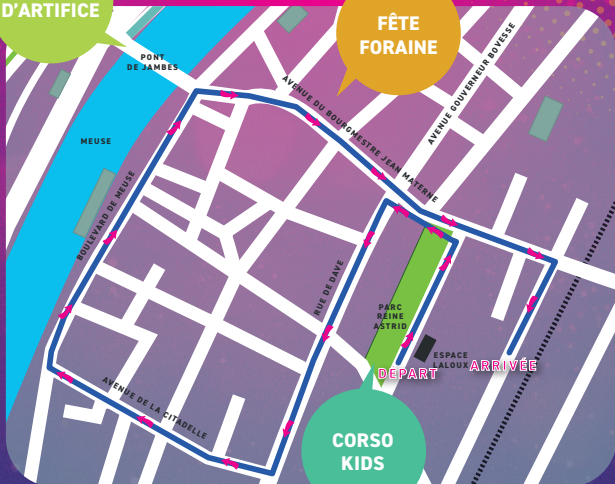 D'ARTIFICE
FÊTE
FORAINE
PONT
DE JAMBES
MEUSE
BOULEVARD DE MEUSE
AVENUE DU BOURGMESTRE JEAN MATERNE
AVENUE GOUVERNEUR BOVESSE
RUE DE DAVE
PARC
REINE
ASTRID
ESPACE
LALOUX
DÉPART
ARRIVÉE
AVENUE DE LA CITADELLE
CORSO
KIDS